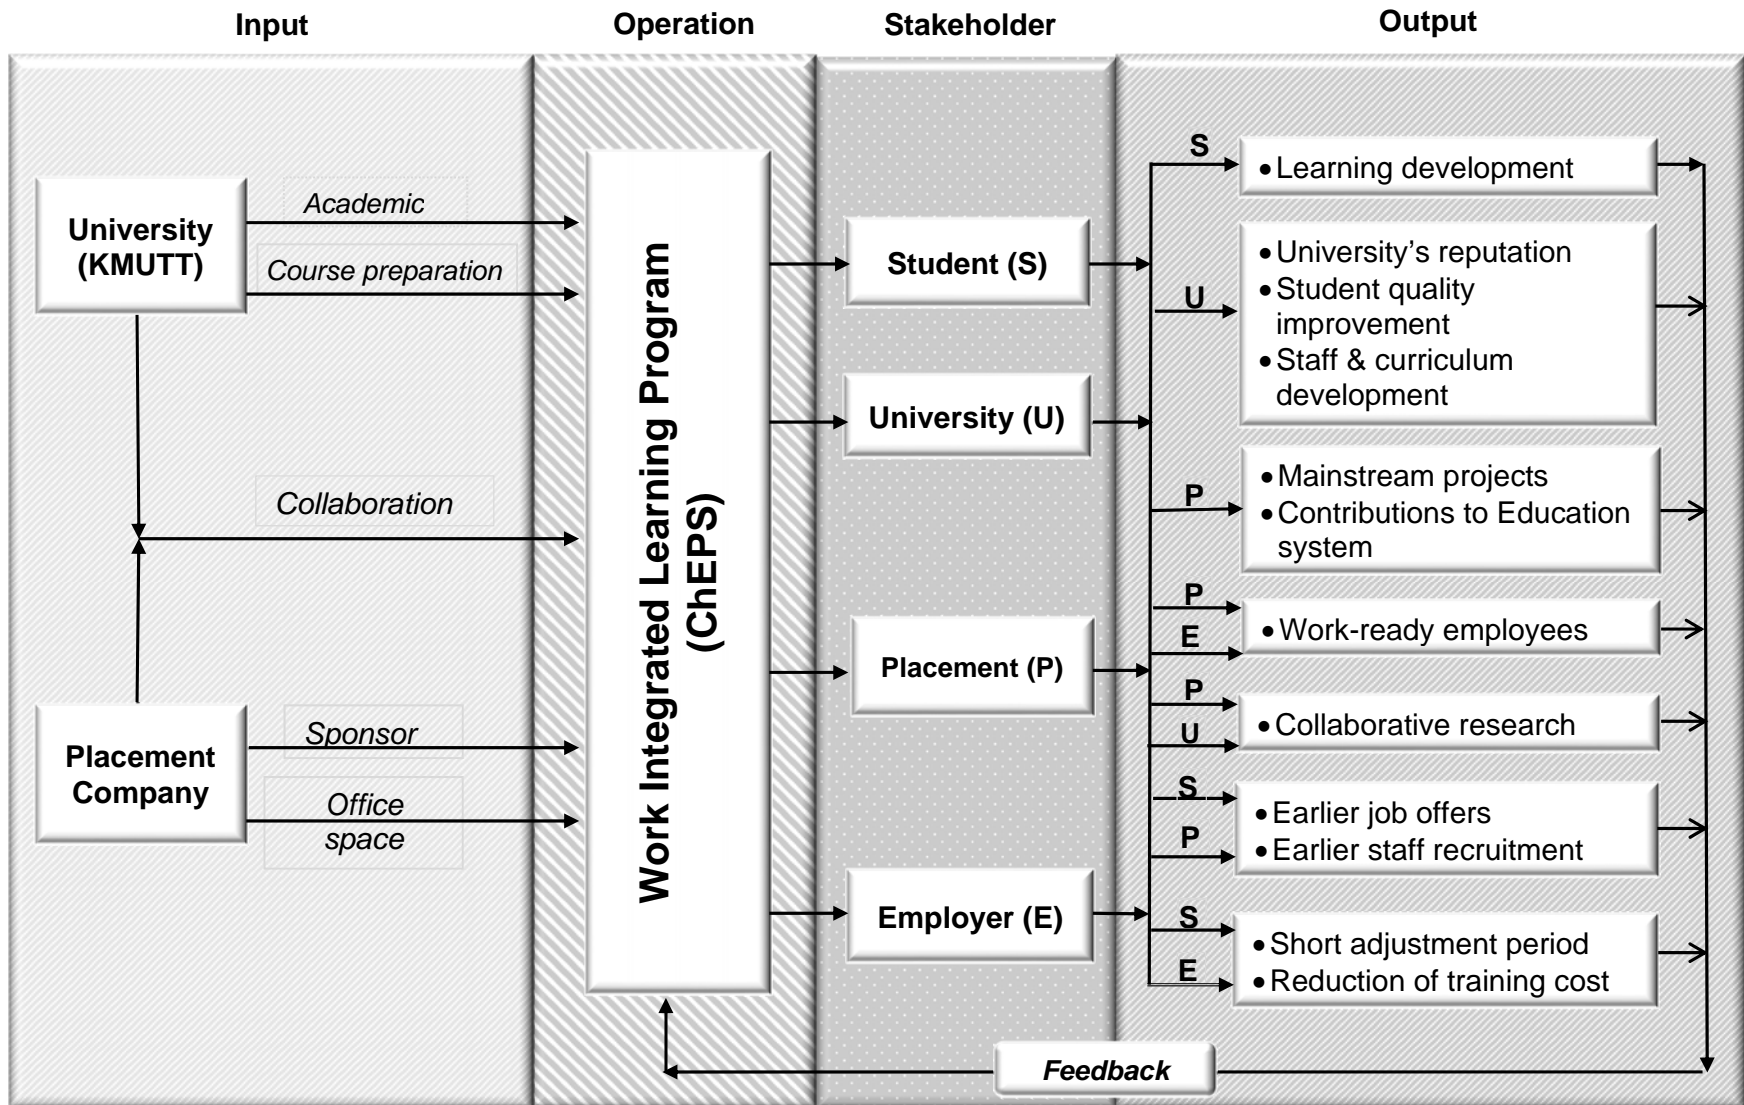 Input
Operation
Stakeholder
Output
University
(KMUTT)
Academic
Course preparation
Collaboration
Placement
Company
Sponsor
Office
space
Work Integrated Learning Program
(ChEPS)
Student (S)
University (U)
Placement (P)
Employer (E)
S
• Learning development
U
• University’s reputation
• Student quality
improvement
• Staff & curriculum
development
P
• Mainstream projects
• Contributions to Education
system
P
E
• Work-ready employees
P
U
• Collaborative research
S
P
• Earlier job offers
• Earlier staff recruitment
S
E
• Short adjustment period
• Reduction of training cost
Feedback